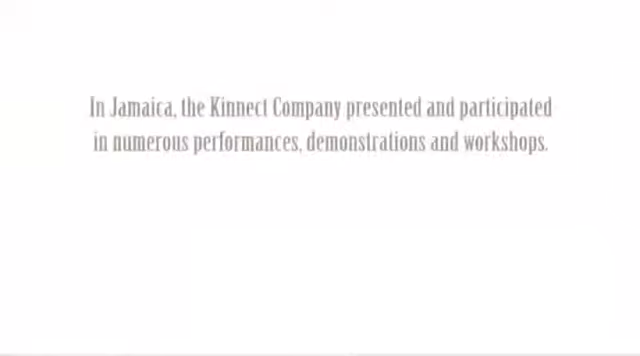 In Jamaica, the Kinnect Company presented and participated
in numerous performances, demonstrations and workshops.